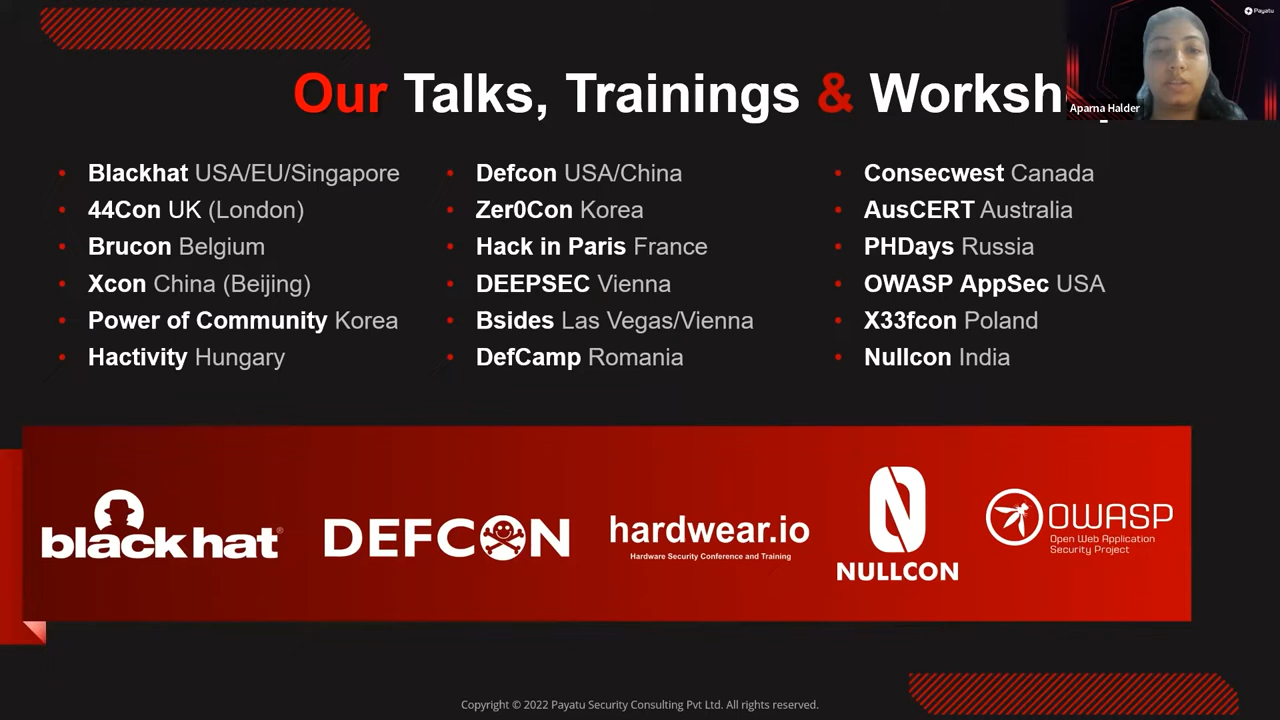 Payatu
Our Talks, Trainings & Worksh
Aparna Halder
Blackhat USA/EU/Singapore
44Con UK (London)
Brucon Belgium
Xcon China (Beijing)
Power of Community Korea
Hactivity Hungary
Defcon USA/China
Zer0Con Korea
Hack in Paris France
DEEPSEC Vienna
Bsides Las Vegas/Vienna
DefCamp Romania
Consecwest Canada
AusCERT Australia
PHDays Russia
OWASP AppSec USA
X33fcon Poland
Nullcon India
black hat®
DEFCON
hardwear.io
Hardware Security Conference and Training
NULLCON
OWASP
Open Web Application
Security Project
Copyright © 2022 Payatu Security Consulting Pvt Ltd. All rights reserved.